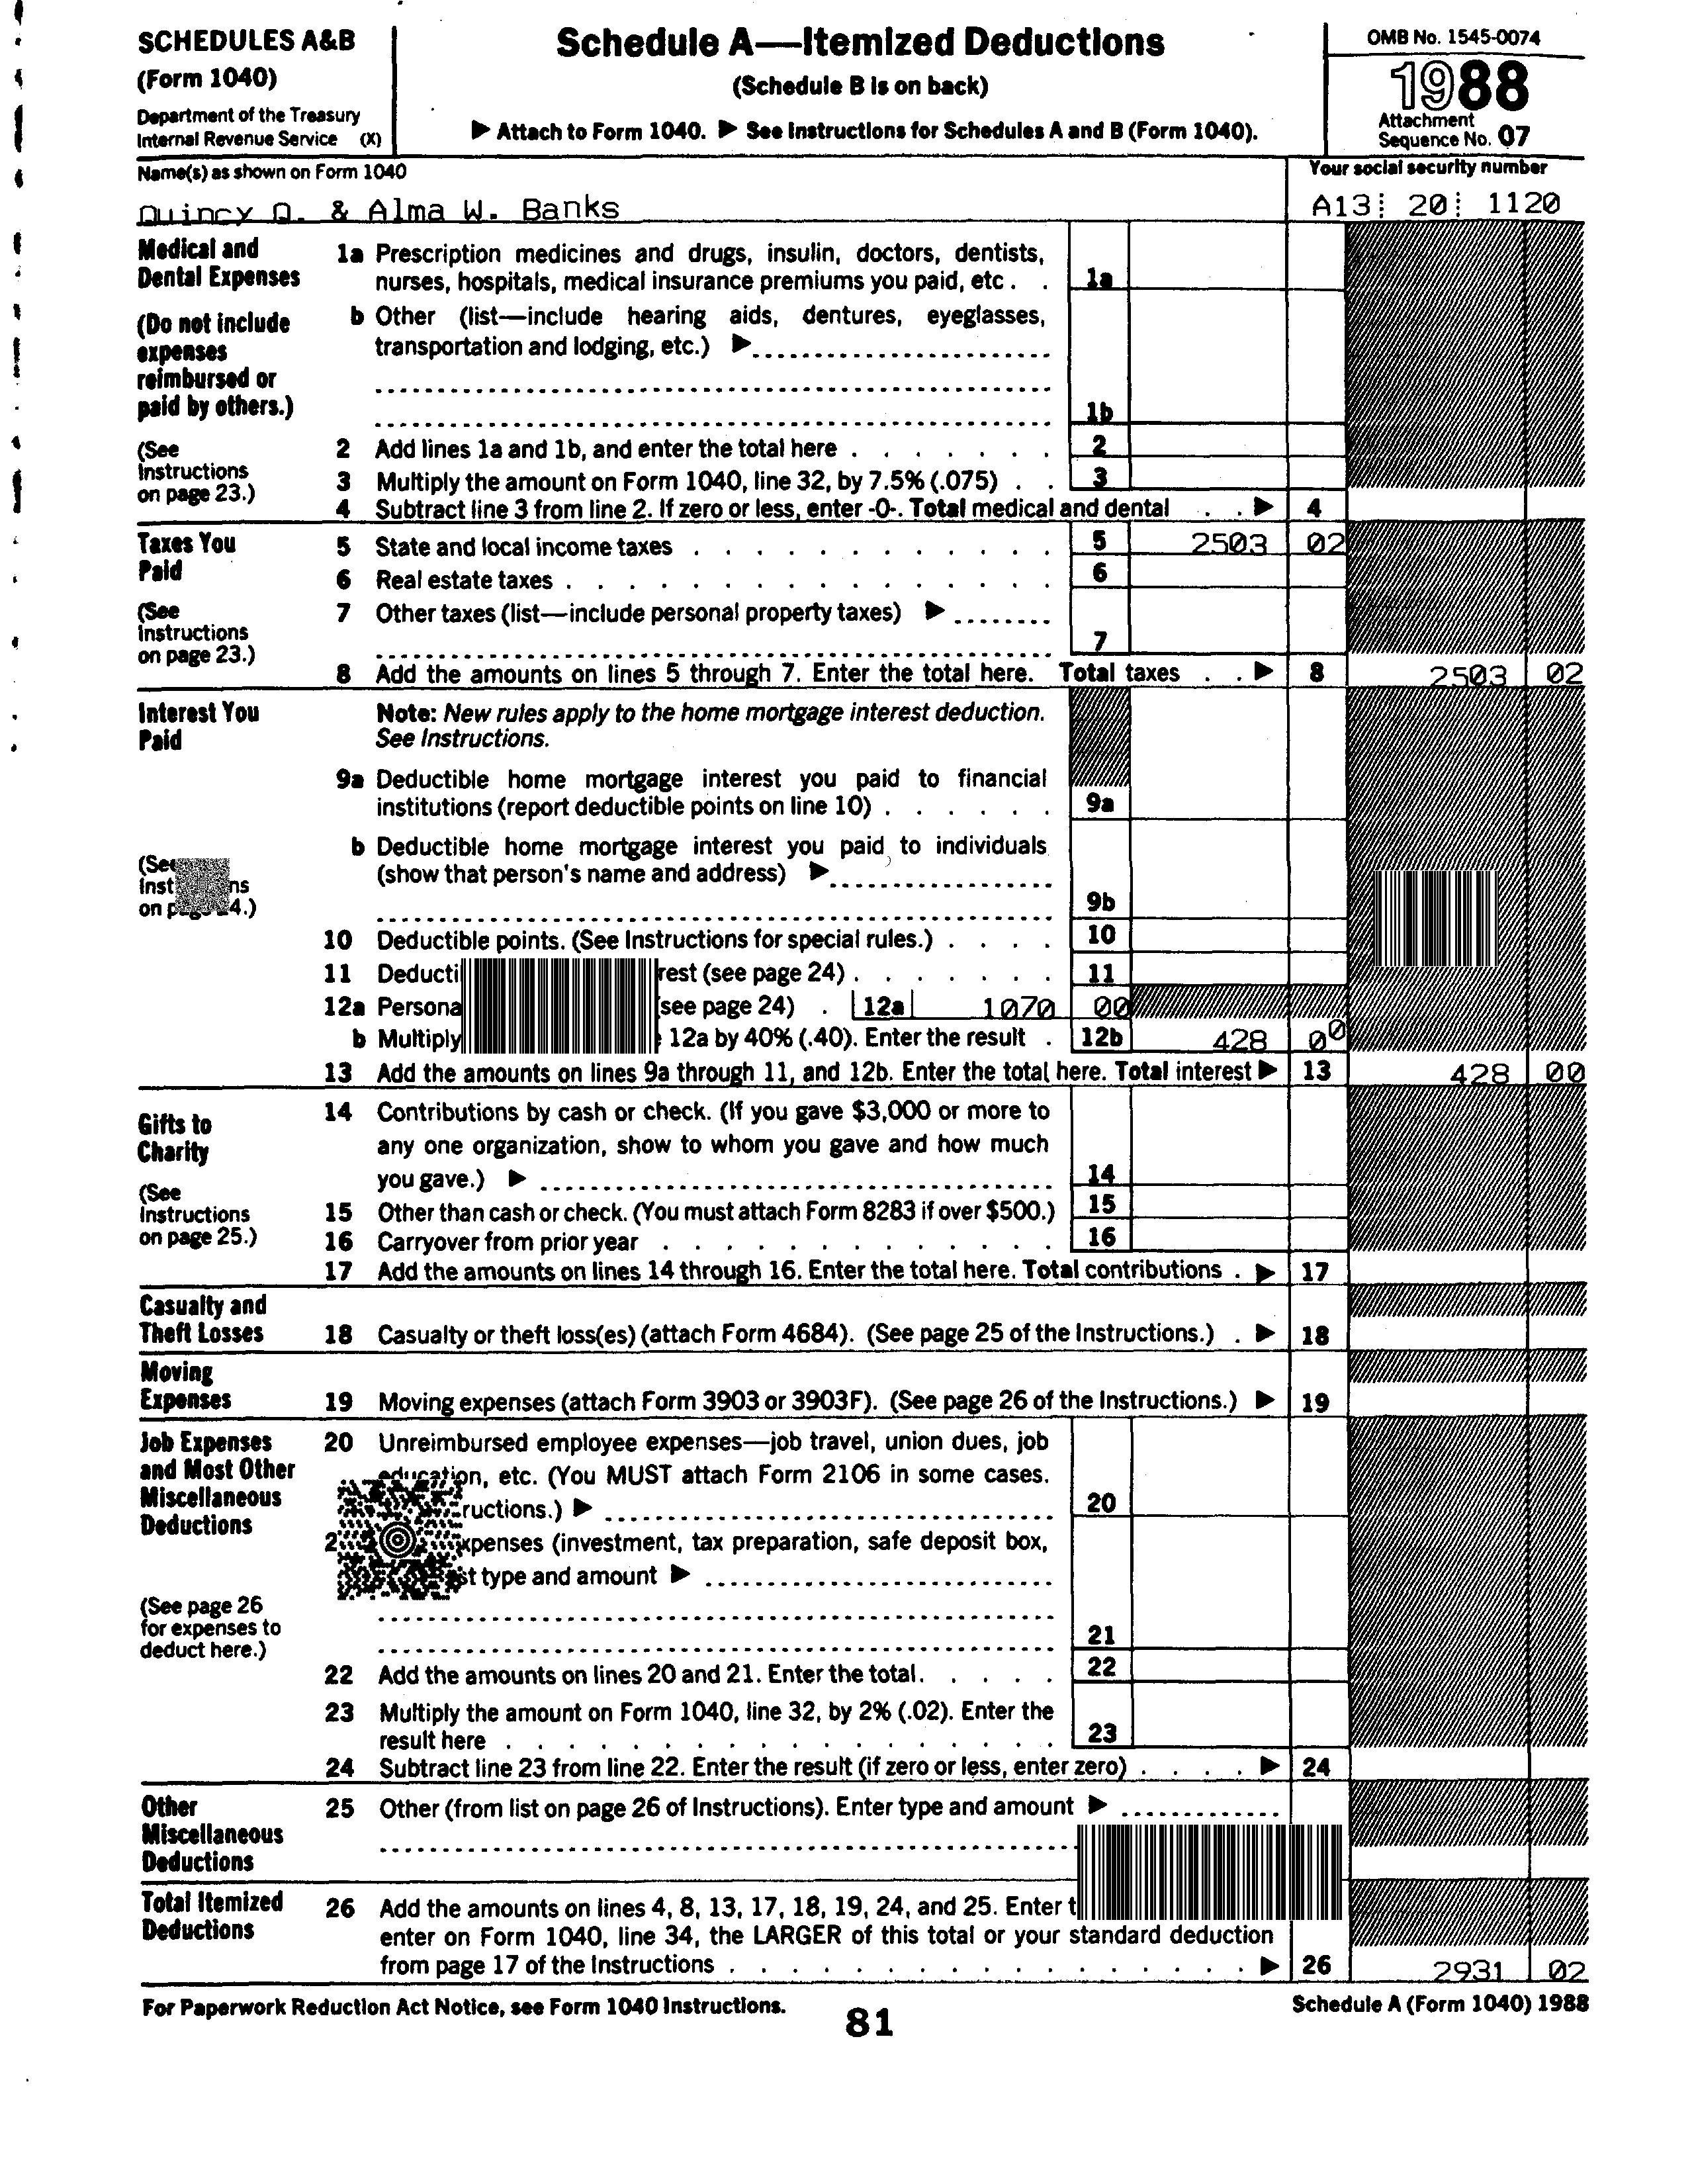 SCHEDULES A&B
(Form 1040)
Department of the Treasury
Internal Revenue Service (X)
Schedule A—Itemized Deductions
(Schedule B is on back)
▶ Attach to Form 1040. ▶ See Instructions for Schedules A and B (Form 1040).
OMB No. 1545-0074
1988
Attachment
Sequence No. 07
Name(s) as shown on Form 1040
Quincy Q. & Alma W. Banks
Your social security number
A13 20 1120
Medical and
Dental Expenses
(Do not include
expenses
reimbursed or
paid by others.)
(See
Instructions
on page 23.)
1a Prescription medicines and drugs, insulin, doctors, dentists,
nurses, hospitals, medical insurance premiums you paid, etc . . 1a
b Other (list—include hearing aids, dentures, eyeglasses,
transportation and lodging, etc.) ▶
1b
2 Add lines 1a and 1b, and enter the total here . . . . . . . 2
3 Multiply the amount on Form 1040, line 32, by 7.5% (.075) . . 3
4 Subtract line 3 from line 2. If zero or less, enter -0-. Total medical and dental . . ▶ 4
Taxes You
Paid
(See
Instructions
on page 23.)
5 State and local income taxes . . . . . . . . . . . . 5 2503 02
6 Real estate taxes . . . . . . . . . . . . . . . . 6
7 Other taxes (list—include personal property taxes) ▶
7
8 Add the amounts on lines 5 through 7. Enter the total here. Total taxes . . ▶ 8 2503 02
Interest You
Paid
Note: New rules apply to the home mortgage interest deduction.
See Instructions.
9a Deductible home mortgage interest you paid to financial
institutions (report deductible points on line 10) . . . . . . 9a
b Deductible home mortgage interest you paid to individuals
(show that person's name and address) ▶
9b
(See
on 4.)
10 Deductible points. (See Instructions for special rules.) . . . . 10
11 Deducti rest (see page 24) . . . . . . . 11
12a Persona (see page 24) . 12a 1070 00
b Multiply 12a by 40% (.40). Enter the result . 12b 428 00
13 Add the amounts on lines 9a through 11, and 12b. Enter the total here. Total interest ▶ 13 428 00
Gifts to
Charity
(See
Instructions
on page 25.)
14 Contributions by cash or check. (If you gave $3,000 or more to
any one organization, show to whom you gave and how much
you gave.) ▶ 14
15 Other than cash or check. (You must attach Form 8283 if over $500.) 15
16 Carryover from prior year . . . . . . . . . . . . . 16
17 Add the amounts on lines 14 through 16. Enter the total here. Total contributions . ▶ 17
Casualty and
Theft Losses
18 Casualty or theft loss(es) (attach Form 4684). (See page 25 of the Instructions.) . ▶ 18
Moving
Expenses
19 Moving expenses (attach Form 3903 or 3903F). (See page 26 of the Instructions.) ▶ 19
Job Expenses
and Most Other
Miscellaneous
Deductions
(See page 26
for expenses to
deduct here.)
20 Unreimbursed employee expenses—job travel, union dues, job
education, etc. (You MUST attach Form 2106 in some cases.
ructions.) ▶ 20
xpenses (investment, tax preparation, safe deposit box,
st type and amount ▶
21
22 Add the amounts on lines 20 and 21. Enter the total. . . . . 22
23 Multiply the amount on Form 1040, line 32, by 2% (.02). Enter the
result here . . . . . . . . . . . . . . . . . . 23
24 Subtract line 23 from line 22. Enter the result (if zero or less, enter zero) . . . . ▶ 24
Other
Miscellaneous
Deductions
25 Other (from list on page 26 of Instructions). Enter type and amount ▶
Total Itemized
Deductions
26 Add the amounts on lines 4, 8, 13, 17, 18, 19, 24, and 25. Enter t
enter on Form 1040, line 34, the LARGER of this total or your standard deduction
from page 17 of the Instructions . . . . . . . . . . . . . . . . . ▶ 26 2931 02
For Paperwork Reduction Act Notice, see Form 1040 Instructions.
81
Schedule A (Form 1040) 1988